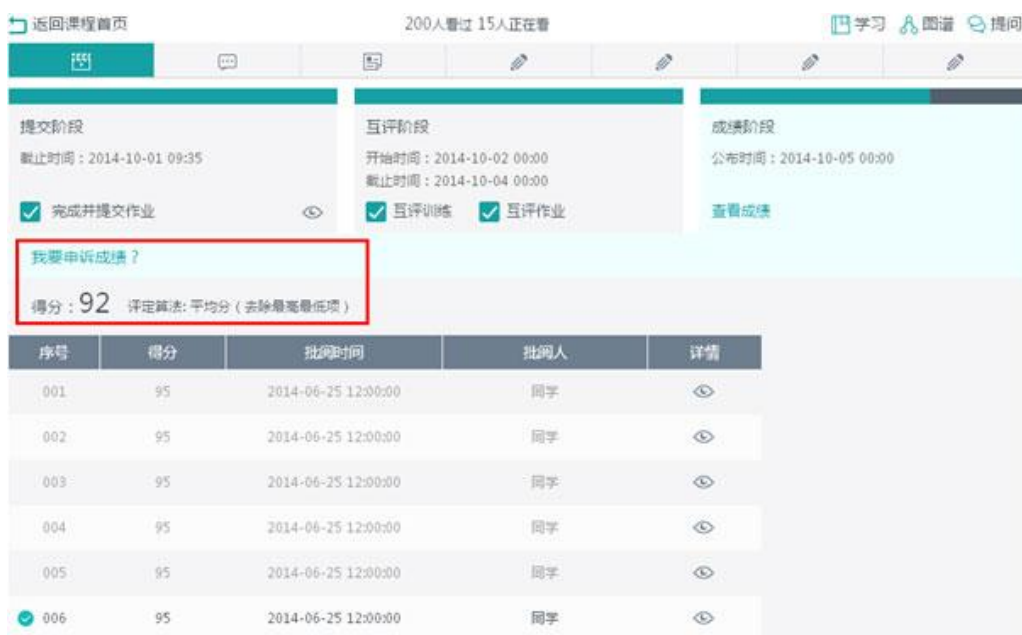 返回课程首页 200人看过 15人正在看 学习 图谱 提问
提交阶段 互评阶段 成绩阶段
截止时间：2014-10-01 09:35 开始时间：2014-10-02 00:00 公布时间：2014-10-05 00:00
截止时间：2014-10-04 00:00
完成并提交作业 互评训练 互评作业 查看成绩
我要申诉成绩？
得分：92 评定算法: 平均分（去除最高最低项）
序号 得分 批阅时间 批阅人 详情
001 95 2014-06-25 12:00:00 同学
002 95 2014-06-25 12:00:00 同学
003 95 2014-06-25 12:00:00 同学
004 95 2014-06-25 12:00:00 同学
005 95 2014-06-25 12:00:00 同学
006 95 2014-06-25 12:00:00 同学